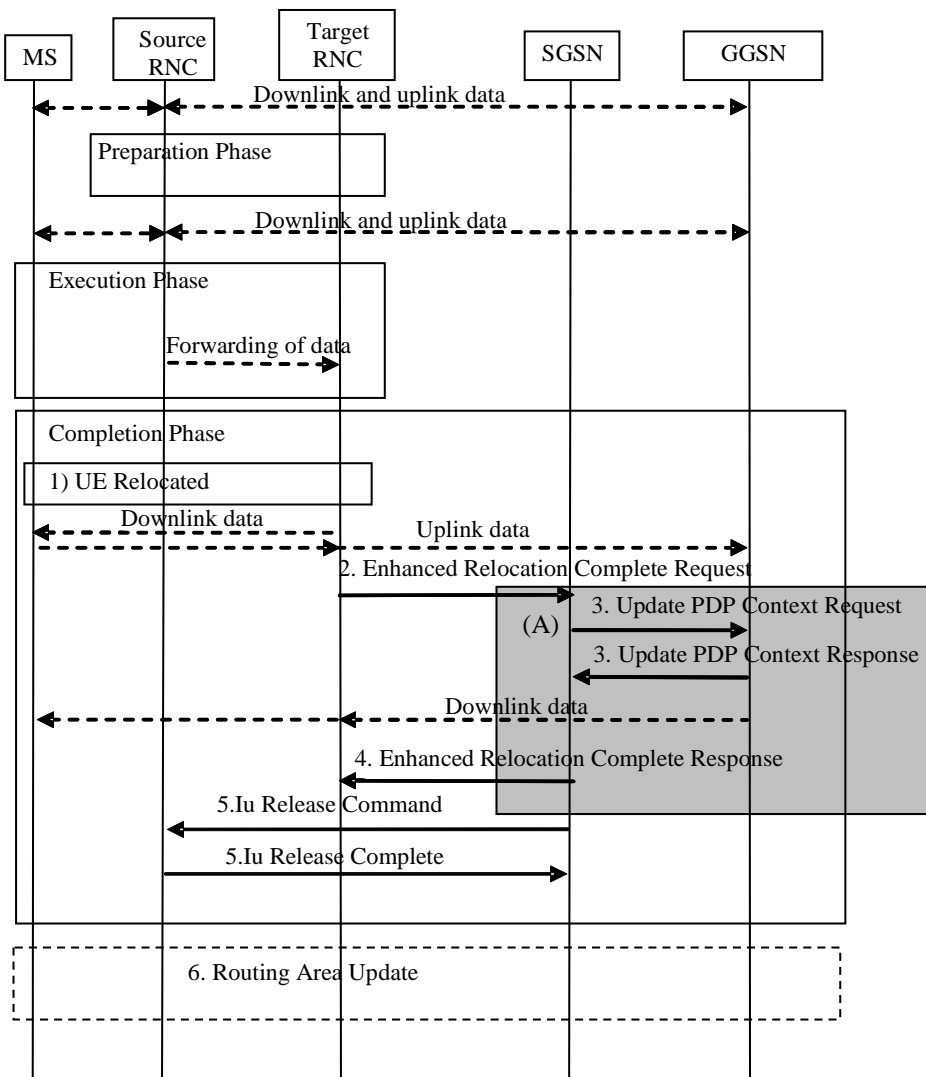 MS
Source
RNC
Target
RNC
SGSN
GGSN
Downlink and uplink data
Preparation Phase
Downlink and uplink data
Execution Phase
Forwarding of data
Completion Phase
1) UE Relocated
Downlink data
Uplink data
2. Enhanced Relocation Complete Request
(A)
3. Update PDP Context Request
3. Update PDP Context Response
Downlink data
4. Enhanced Relocation Complete Response
5.Iu Release Command
5.Iu Release Complete
6. Routing Area Update